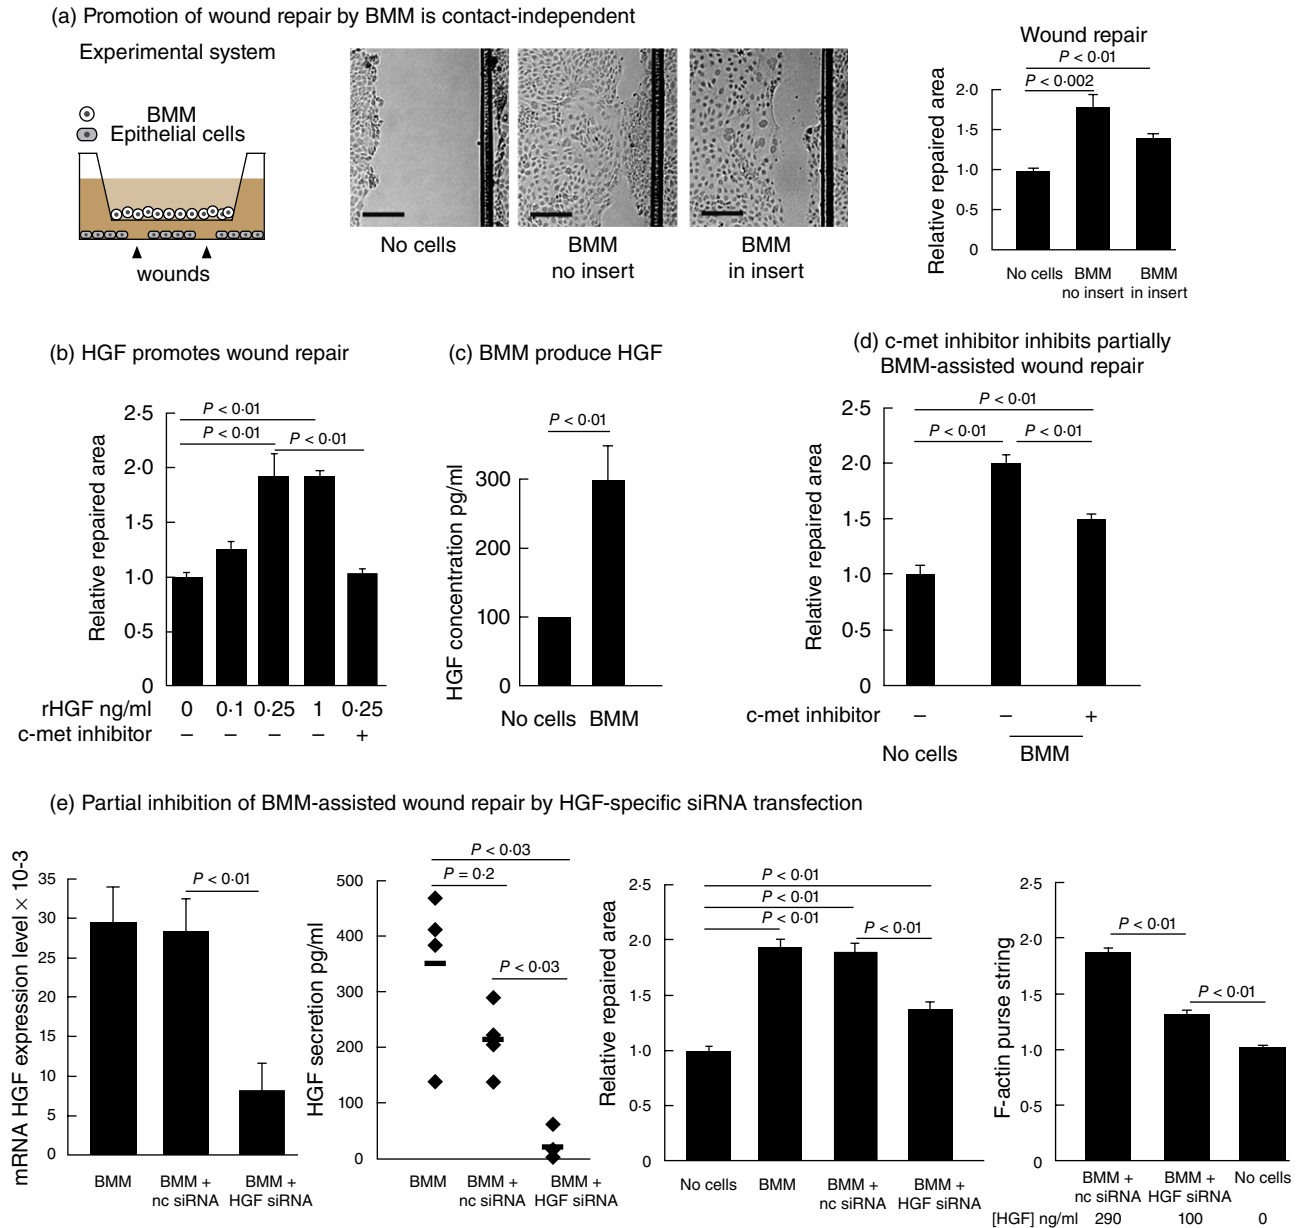 (a) Promotion of wound repair by BMM is contact-independent
Experimental system
BMM
Epithelial cells
wounds
No cells
BMM
no insert
BMM
in insert
Wound repair
P < 0·01
P < 0·002
Relative repaired area
2·0
1·5
1·0
0·5
0
No cells
BMM
no insert
BMM
in insert
(b) HGF promotes wound repair
P < 0·01
P < 0·01
P < 0·01
Relative repaired area
2·5
2·0
1·5
1·0
0·5
0
rHGF ng/ml 0 0·1 0·25 1 0·25
c-met inhibitor – – – – +
(c) BMM produce HGF
P < 0·01
HGF concentration pg/ml
300
200
100
0
No cells BMM
(d) c-met inhibitor inhibits partially
BMM-assisted wound repair
P < 0·01
P < 0·01 P < 0·01
Relative repaired area
2·5
2·0
1·5
1·0
0·5
0
c-met inhibitor – – +
No cells BMM
(e) Partial inhibition of BMM-assisted wound repair by HGF-specific siRNA transfection
mRNA HGF expression level × 10-3
35
30
25
20
15
10
5
0
P < 0·01
BMM
BMM +
nc siRNA
BMM +
HGF siRNA
HGF secretion pg/ml
500
400
300
200
100
0
P < 0·03
P = 0·2
P < 0·03
BMM
BMM +
nc siRNA
BMM +
HGF siRNA
Relative repaired area
2·5
2·0
1·5
1·0
0·5
0
P < 0·01
P < 0·01
P < 0·01
P < 0·01
No cells
BMM
BMM +
nc siRNA
BMM +
HGF siRNA
F-actin purse string
2·5
2·0
1·5
1·0
0·5
0
P < 0·01
P < 0·01
BMM +
nc siRNA
BMM +
HGF siRNA
No cells
[HGF] ng/ml 290 100 0